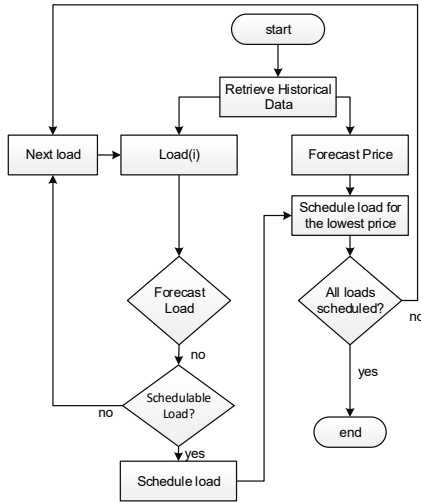 start
Retrieve Historical
Data
Next load
Load(i)
Forecast Price
Schedule load for
the lowest price
Forecast
Load
All loads
scheduled?
no
no
yes
Schedulable
Load?
no
yes
Schedule load
end